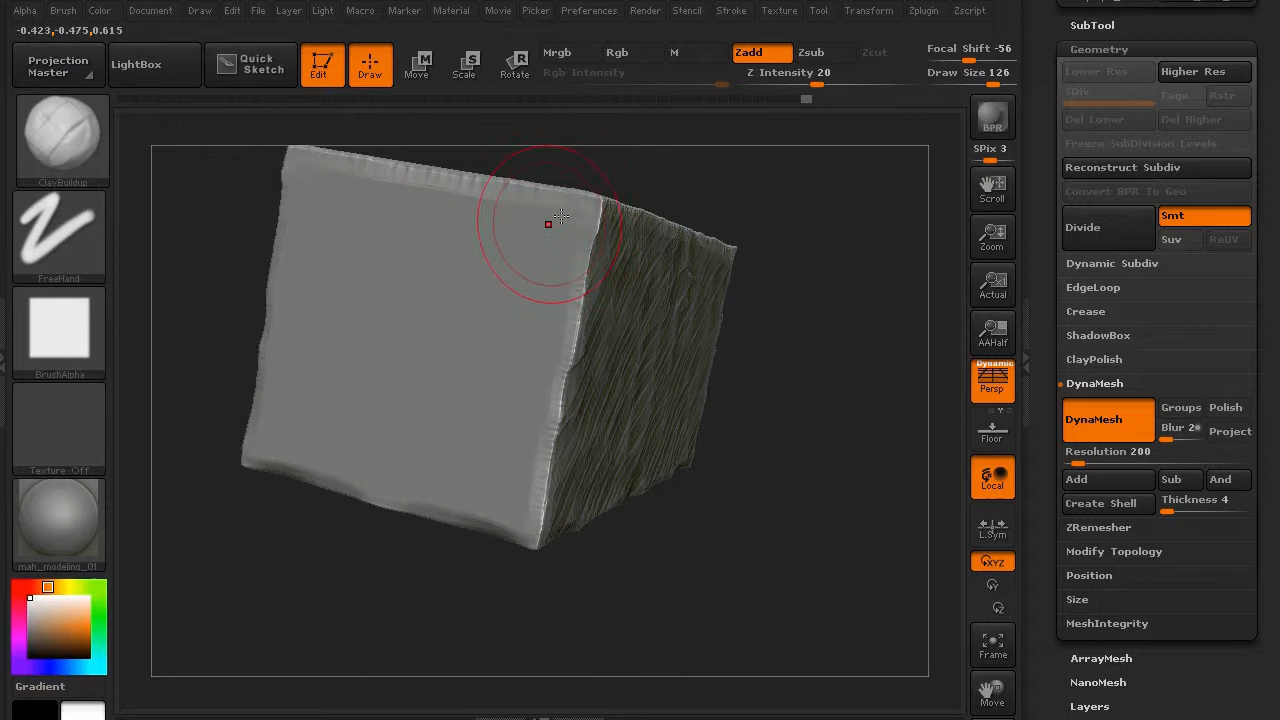 Alpha Brush Color Document Draw Edit File Layer Light Macro Marker Material Movie Picker Preferences Render Stencil Stroke Texture Tool Transform Zplugin Zscript
-0.423,-0.475,0.615
Projection Master
LightBox
Quick Sketch
Edit
Draw
Move
Scale
Rotate
Mrgb
Rgb
M
Zadd
Zsub
Zcut
Focal Shift -56
Rgb Intensity
Z Intensity 20
Draw Size 126
ClayBuildup
FreeHand
BrushAlpha
Texture Off
mah_modeling_01
Gradient
BPR
SPix 3
Scroll
Zoom
Actual
AAHalf
Dynamic
Persp
Floor
Local
L.Sym
XYZ
Y
Z
Frame
Move
SubTool
Geometry
Lower Res
Higher Res
SDiv
Cage
Rstr
Del Lower
Del Higher
Freeze SubDivision Levels
Reconstruct Subdiv
Convert BPR To Geo
Divide
Smt
Suv
ReUV
Dynamic Subdiv
EdgeLoop
Crease
ShadowBox
ClayPolish
DynaMesh
DynaMesh
Groups
Polish
Blur 2
Project
Resolution 200
Add
Sub
And
Create Shell
Thickness 4
ZRemesher
Modify Topology
Position
Size
MeshIntegrity
ArrayMesh
NanoMesh
Layers